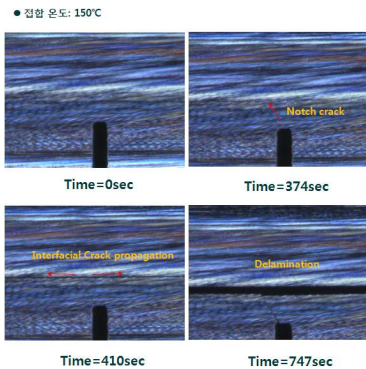 ● 접합 온도: 150℃
Notch crack
Time=0sec
Time=374sec
Interfacial Crack propagation
Delamination
Time=410sec
Time=747sec